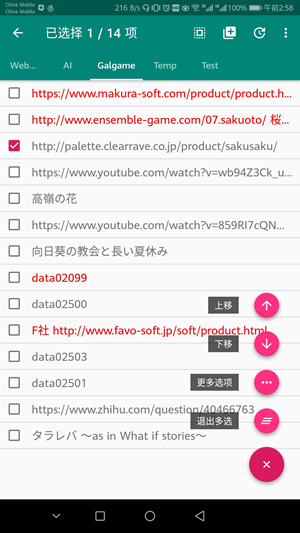 China Mobile
China Mobile
216 B/s
100%
午前2:58
已选择 1 / 14 项
Web...
AI
Galgame
Temp
Test
https://www.makura-soft.com/product/product.h...
http://www.ensemble-game.com/07.sakuoto/ 桜...
http://palette.clearrave.co.jp/product/sakusaku/
https://www.youtube.com/watch?v=wb94Z3Ck_u...
高嶺の花
https://www.youtube.com/watch?v=859RI7cQN...
向日葵の教会と長い夏休み
data02099
data02500
上移
F社 http://www.favo-soft.jp/soft/product.html
下移
data02503
data02501
更多选项
https://www.zhihu.com/question/40466763
退出多选
タラレバ 〜as in What if stories〜